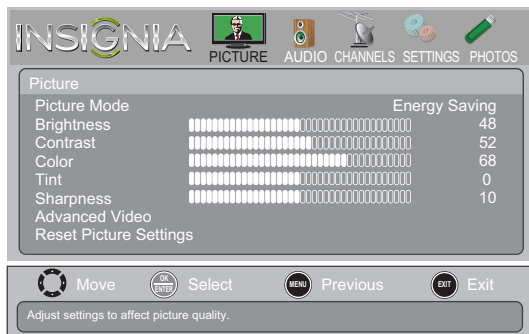 INSIGNIA
PICTURE AUDIO CHANNELS SETTINGS PHOTOS
Picture
Picture Mode Energy Saving
Brightness 48
Contrast 52
Color 68
Tint 0
Sharpness 10
Advanced Video
Reset Picture Settings
Move OK ENTER Select MENU Previous EXIT Exit
Adjust settings to affect picture quality.